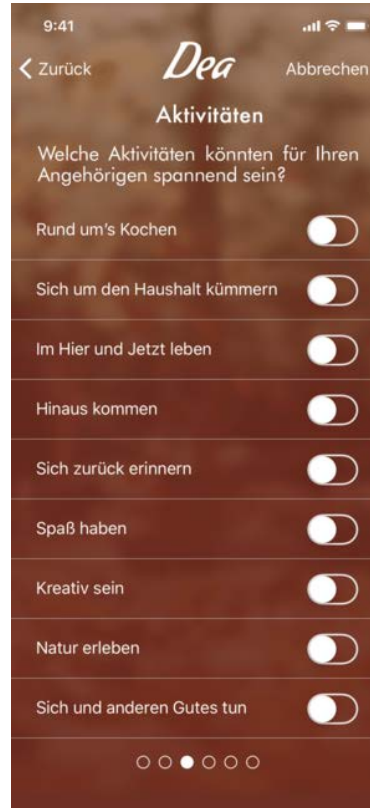 9:41
Zurück
Dea
Abbrechen
Aktivitäten
Welche Aktivitäten könnten für Ihren
Angehörigen spannend sein?
Rund um's Kochen
Sich um den Haushalt kümmern
Im Hier und Jetzt leben
Hinaus kommen
Sich zurück erinnern
Spaß haben
Kreativ sein
Natur erleben
Sich und anderen Gutes tun